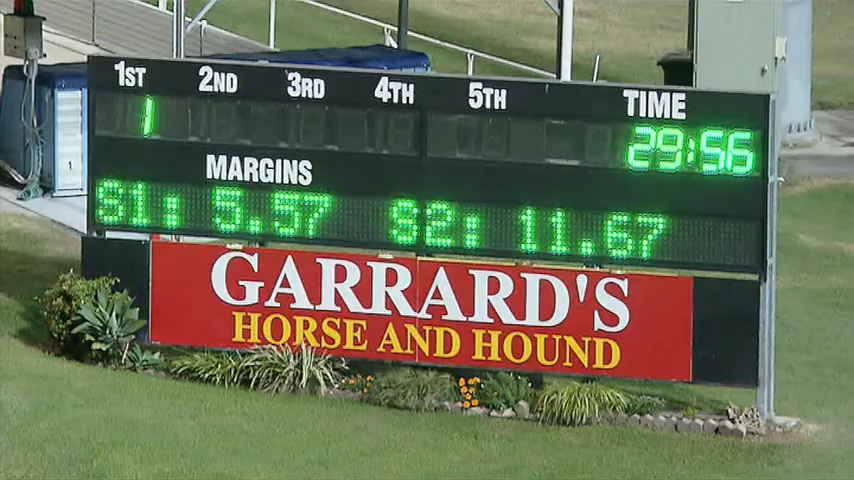 1ST 2ND 3RD 4TH 5TH TIME
1 29:56
MARGINS
S1: 5.57 S2: 11.67
GARRARD'S
HORSE AND HOUND
1